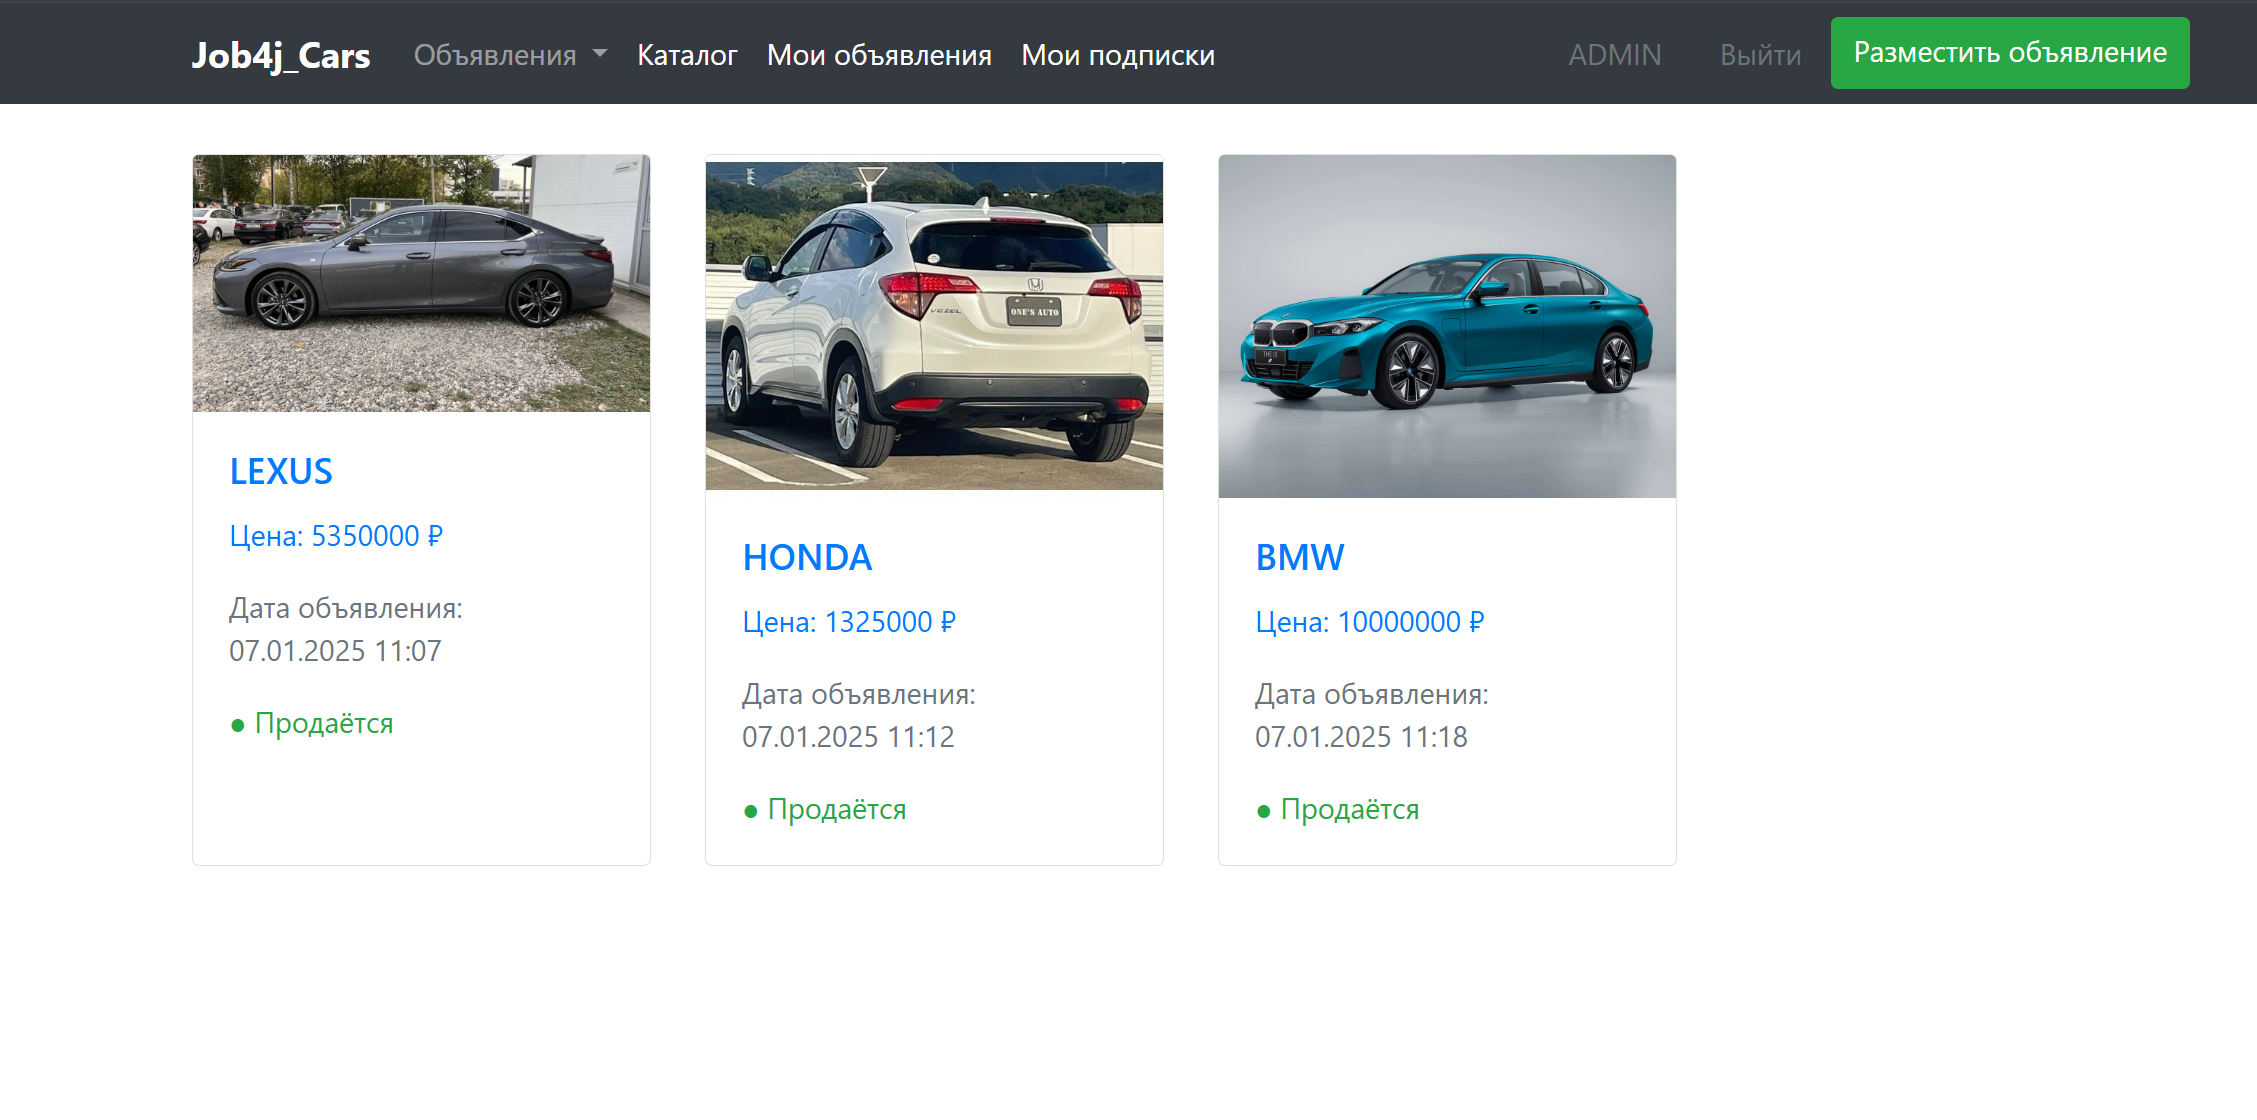 Job4j_Cars Объявления Каталог Мои объявления Мои подписки ADMIN Выйти Разместить объявление
VEZEL
ONE'S AUTO
THE i3
LEXUS
Цена: 5350000 ₽
Дата объявления:
07.01.2025 11:07
● Продаётся
HONDA
Цена: 1325000 ₽
Дата объявления:
07.01.2025 11:12
● Продаётся
BMW
Цена: 10000000 ₽
Дата объявления:
07.01.2025 11:18
● Продаётся